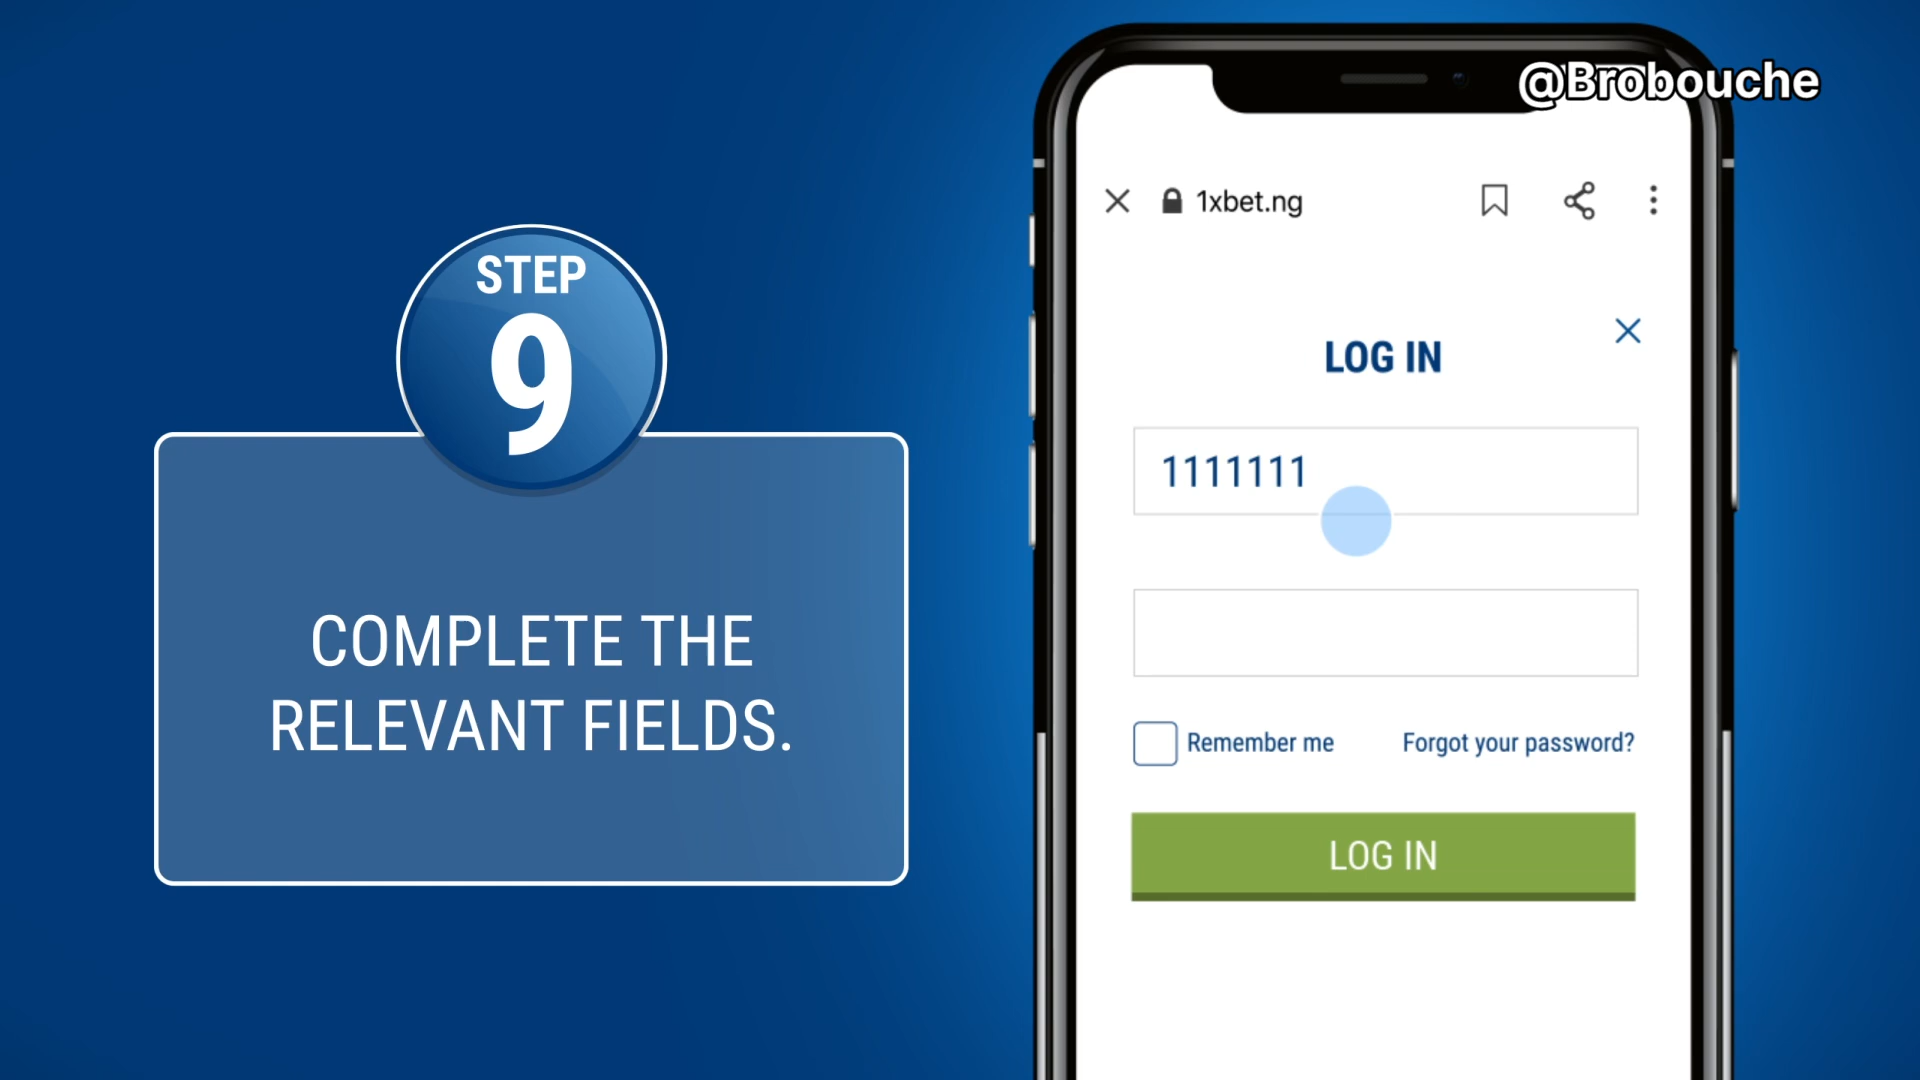 @Brobouche
STEP
9
COMPLETE THE
RELEVANT FIELDS.
1xbet.ng
LOG IN
1111111
Remember me
Forgot your password?
LOG IN